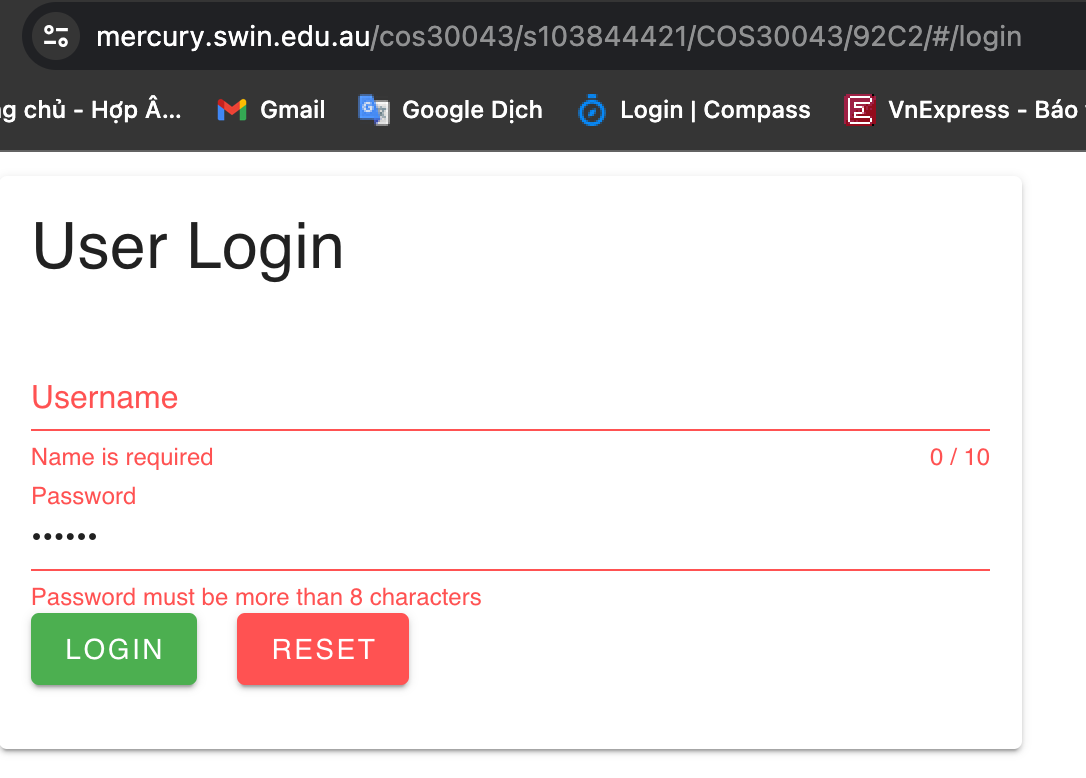 mercury.swin.edu.au/cos30043/s103844421/COS30043/92C2/#/login
g chủ - Hợp Â... Gmail Google Dịch Login | Compass VnExpress - Báo
User Login
Username
Name is required 0 / 10
Password
••••••
Password must be more than 8 characters
LOGIN RESET